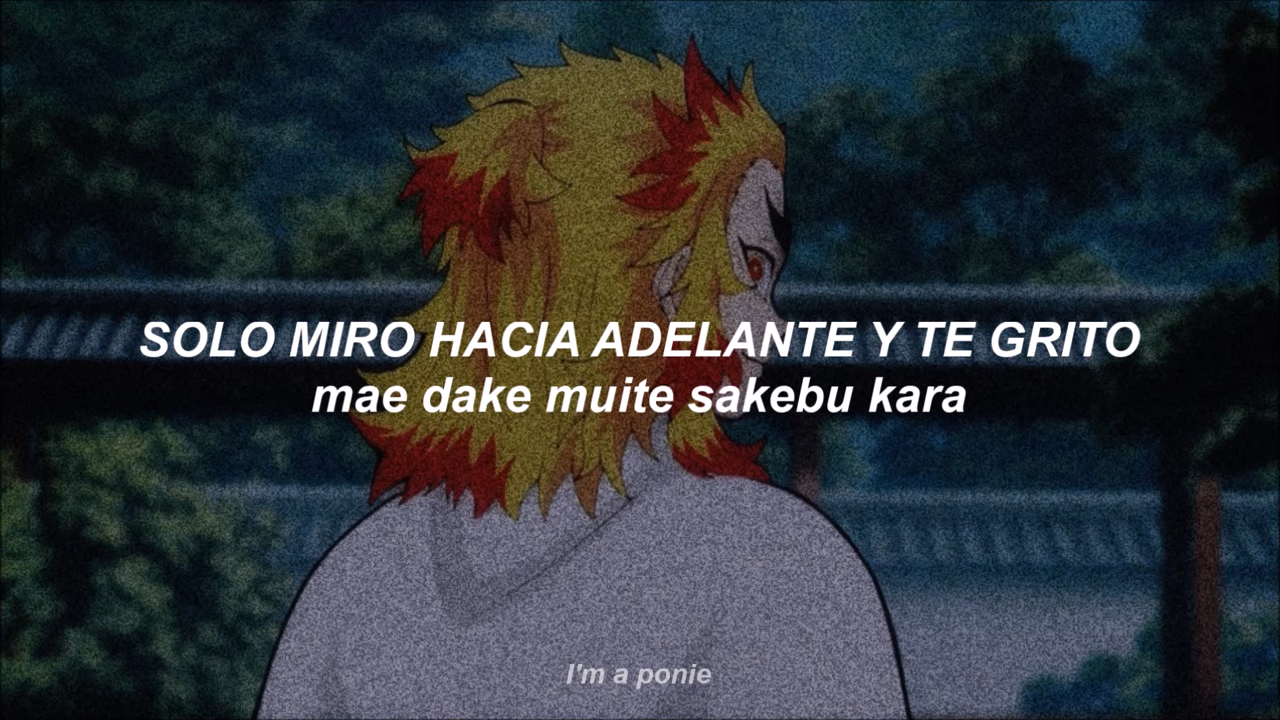 SOLO MIRO HACIA ADELANTE Y TE GRITO
mae dake muite sakebu kara
I'm a ponie